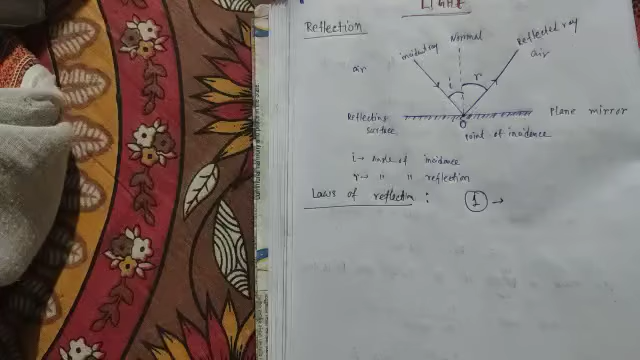 LIGHT
Reflection
Normal
incident ray
Reflected ray
air
air
i
r
Reflecting surface
Plane mirror
O
point of incidence
i → angle of incidence
r → " " reflection
Laws of reflection : 1 →